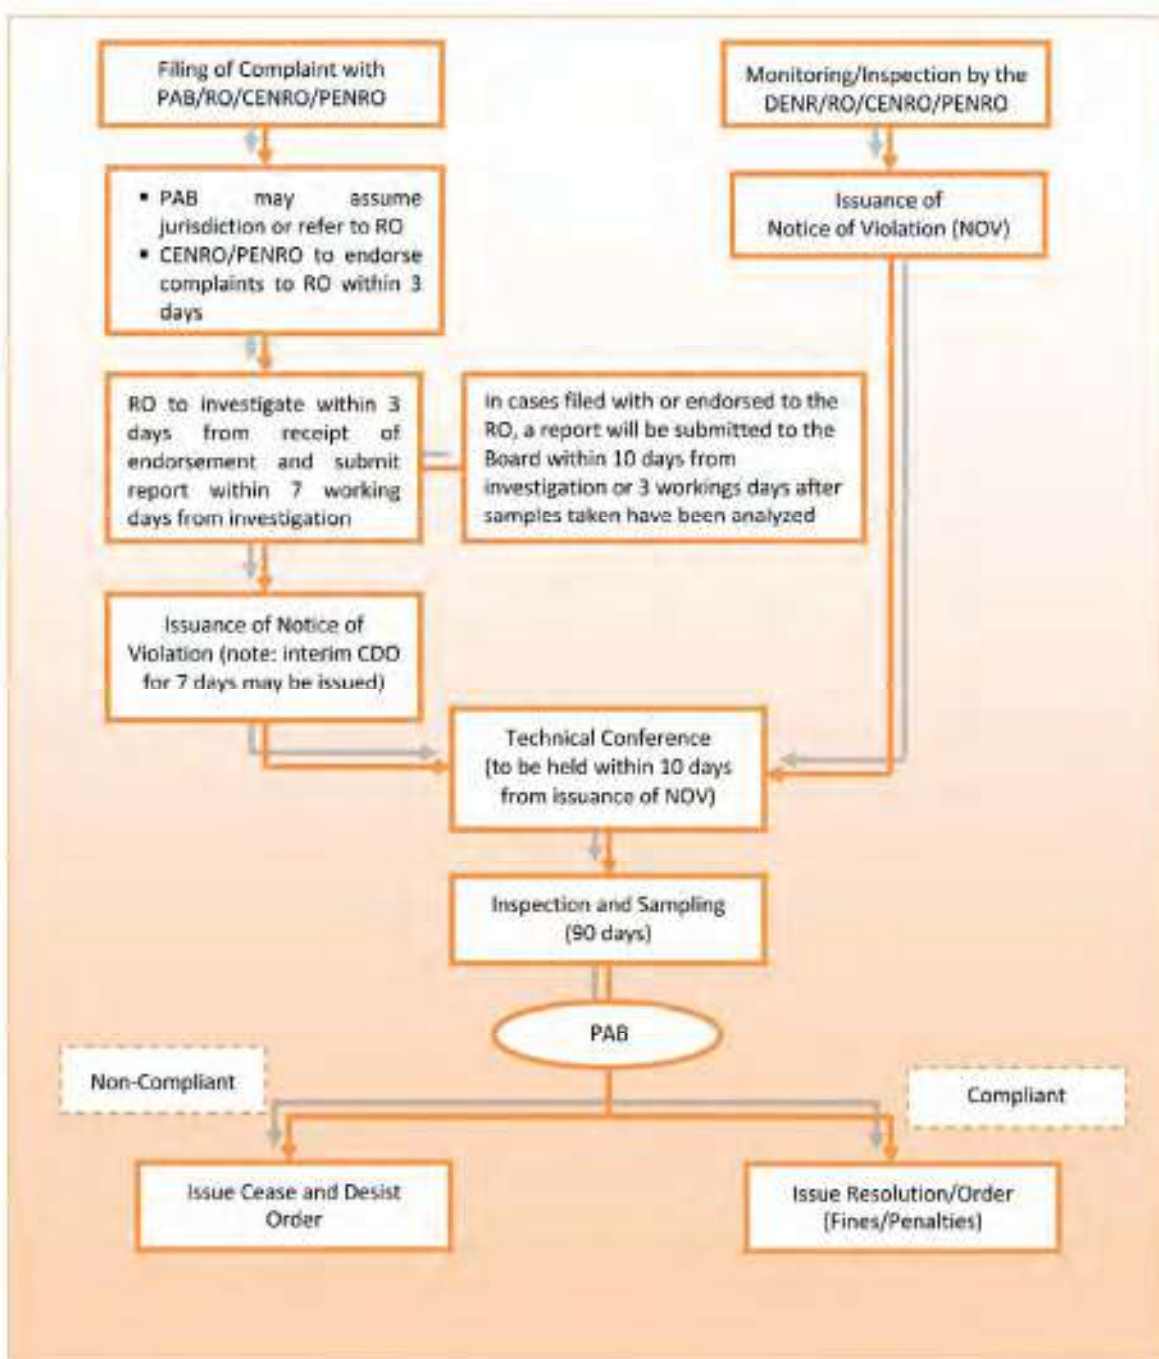 Filing of Complaint with
PAB/RO/CENRO/PENRO
Monitoring/Inspection by the
DENR/RO/CENRO/PENRO
▪ PAB may assume
jurisdiction or refer to RO
▪ CENRO/PENRO to endorse
complaints to RO within 3
days
Issuance of
Notice of Violation (NOV)
RO to investigate within 3
days from receipt of
endorsement and submit
report within 7 working
days from investigation
in cases filed with or endorsed to the
RO, a report will be submitted to the
Board within 10 days from
investigation or 3 workings days after
samples taken have been analyzed
Issuance of Notice of
Violation (note: interim CDO
for 7 days may be issued)
Technical Conference
(to be held within 10 days
from issuance of NOV)
Inspection and Sampling
(90 days)
PAB
Non-Compliant
Compliant
Issue Cease and Desist
Order
Issue Resolution/Order
(Fines/Penalties)